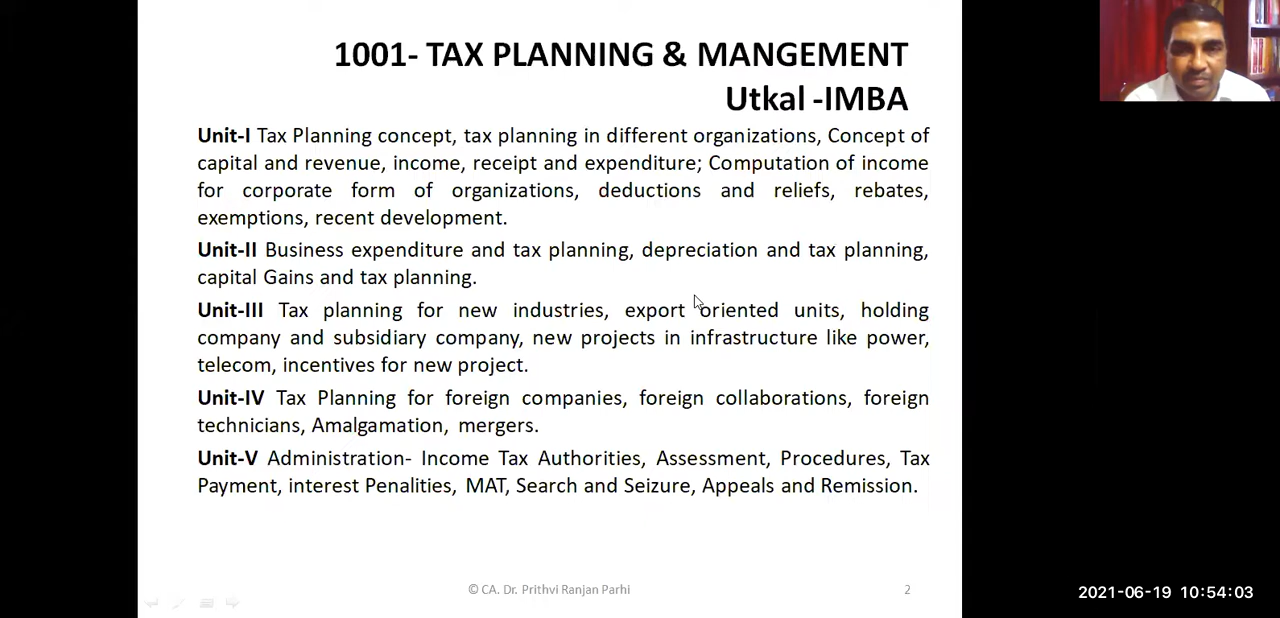 1001- TAX PLANNING & MANGEMENT
Utkal -IMBA
Unit-I Tax Planning concept, tax planning in different organizations, Concept of
capital and revenue, income, receipt and expenditure; Computation of income
for corporate form of organizations, deductions and reliefs, rebates,
exemptions, recent development.
Unit-II Business expenditure and tax planning, depreciation and tax planning,
capital Gains and tax planning.
Unit-III Tax planning for new industries, export oriented units, holding
company and subsidiary company, new projects in infrastructure like power,
telecom, incentives for new project.
Unit-IV Tax Planning for foreign companies, foreign collaborations, foreign
technicians, Amalgamation, mergers.
Unit-V Administration- Income Tax Authorities, Assessment, Procedures, Tax
Payment, interest Penalities, MAT, Search and Seizure, Appeals and Remission.
© CA. Dr. Prithvi Ranjan Parhi
2
2021-06-19 10:54:03